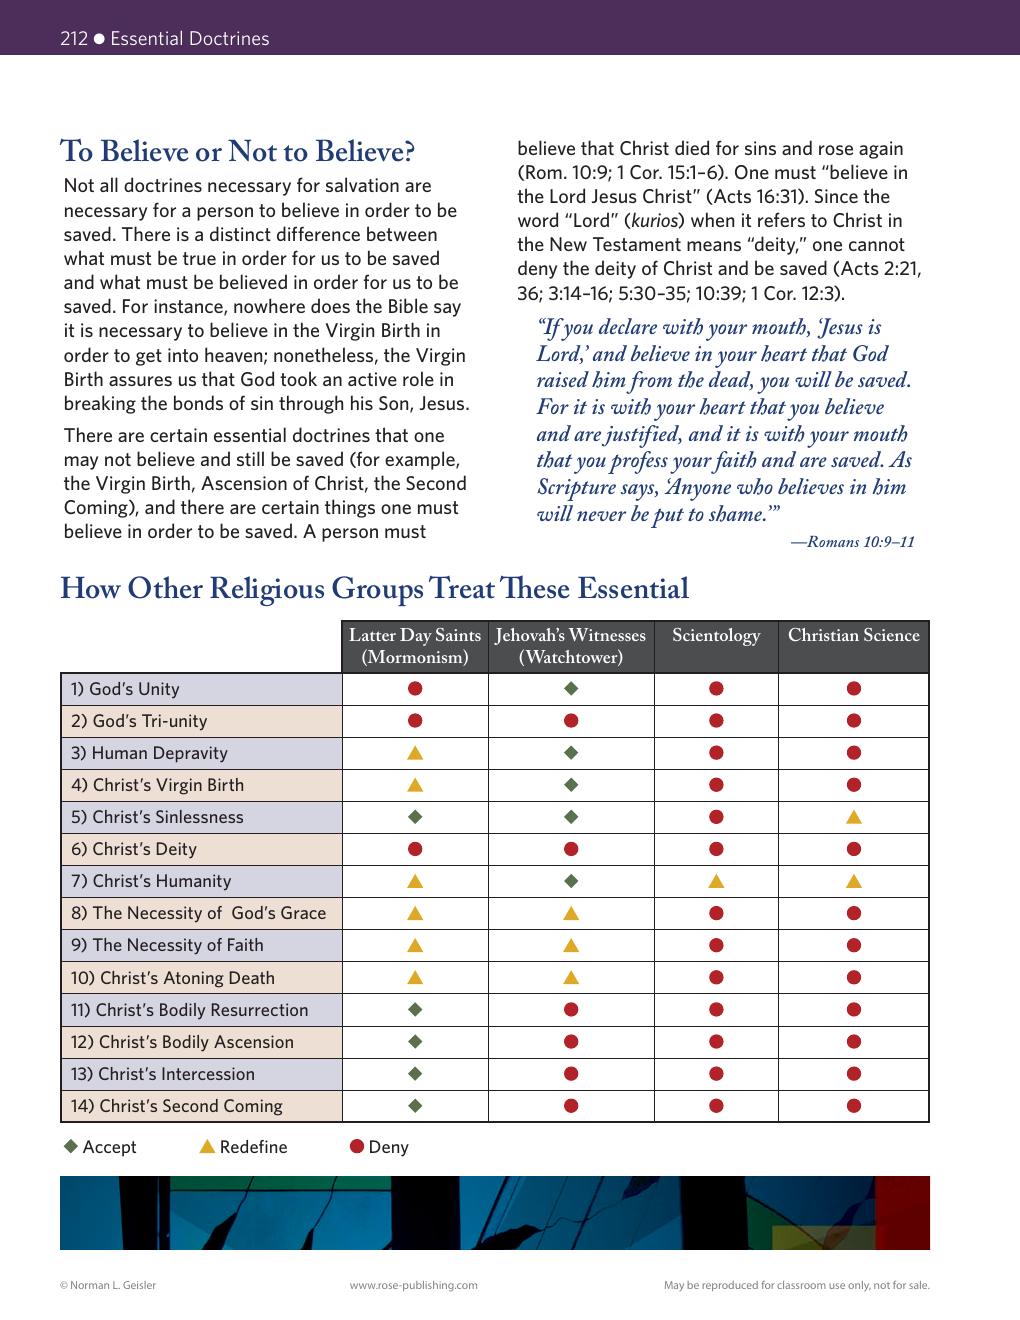 212 ● Essential Doctrines
To Believe or Not to Believe?
Not all doctrines necessary for salvation are
necessary for a person to believe in order to be
saved. There is a distinct difference between
what must be true in order for us to be saved
and what must be believed in order for us to be
saved. For instance, nowhere does the Bible say
it is necessary to believe in the Virgin Birth in
order to get into heaven; nonetheless, the Virgin
Birth assures us that God took an active role in
breaking the bonds of sin through his Son, Jesus.
There are certain essential doctrines that one
may not believe and still be saved (for example,
the Virgin Birth, Ascension of Christ, the Second
Coming), and there are certain things one must
believe in order to be saved. A person must
believe that Christ died for sins and rose again
(Rom. 10:9; 1 Cor. 15:1–6). One must “believe in
the Lord Jesus Christ” (Acts 16:31). Since the
word “Lord” (kurios) when it refers to Christ in
the New Testament means “deity,” one cannot
deny the deity of Christ and be saved (Acts 2:21,
36; 3:14–16; 5:30–35; 10:39; 1 Cor. 12:3).
“If you declare with your mouth, ‘Jesus is
Lord,’ and believe in your heart that God
raised him from the dead, you will be saved.
For it is with your heart that you believe
and are justified, and it is with your mouth
that you profess your faith and are saved. As
Scripture says, ‘Anyone who believes in him
will never be put to shame.’”
—Romans 10:9–11
How Other Religious Groups Treat These Essential
Latter Day Saints (Mormonism) Jehovah’s Witnesses (Watchtower) Scientology Christian Science
1) God’s Unity
2) God’s Tri-unity
3) Human Depravity
4) Christ’s Virgin Birth
5) Christ’s Sinlessness
6) Christ’s Deity
7) Christ’s Humanity
8) The Necessity of God’s Grace
9) The Necessity of Faith
10) Christ’s Atoning Death
11) Christ’s Bodily Resurrection
12) Christ’s Bodily Ascension
13) Christ’s Intercession
14) Christ’s Second Coming
Accept Redefine Deny
© Norman L. Geisler www.rose-publishing.com May be reproduced for classroom use only, not for sale.